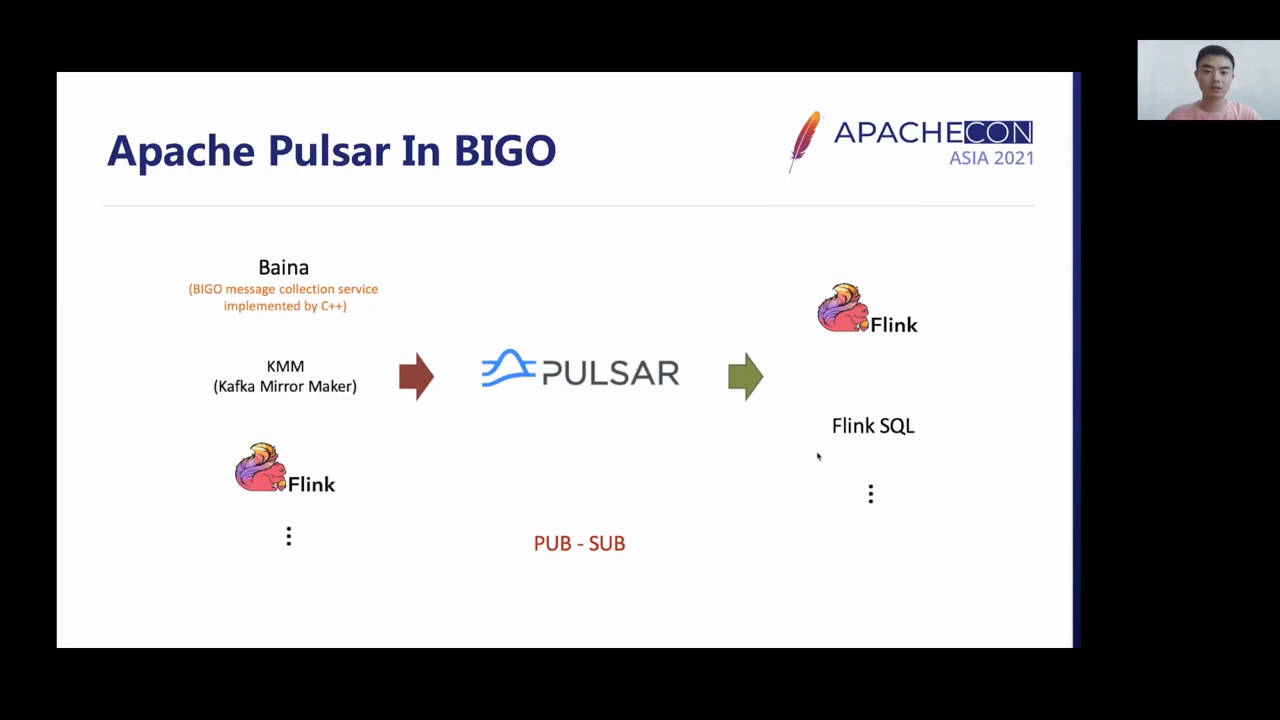 Apache Pulsar In BIGO
APACHECON
ASIA 2021
Baina
(BIGO message collection service
implemented by C++)
KMM
(Kafka Mirror Maker)
Flink
PULSAR
PUB - SUB
Flink
Flink SQL